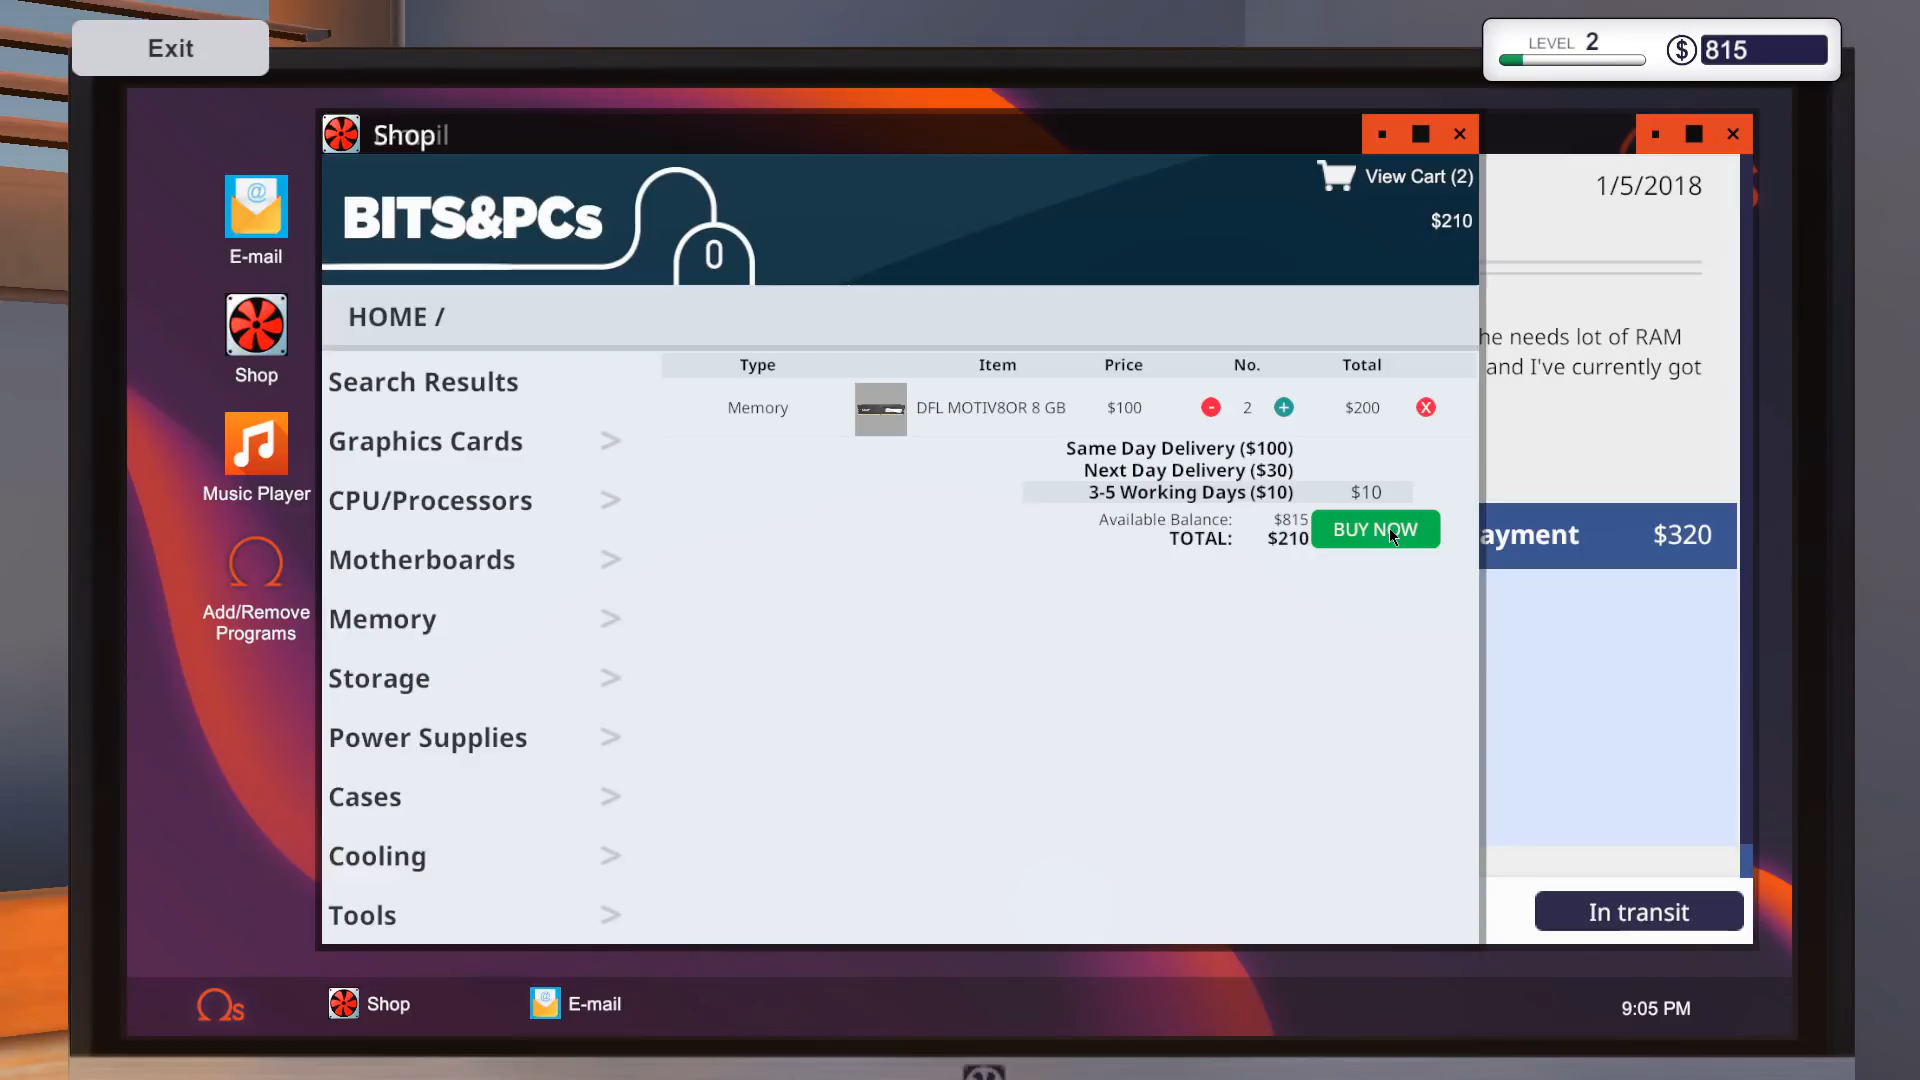 Exit
LEVEL 2
$ 815
Shop
View Cart (2)
$210
BITS&PCs
HOME /
1/5/2018
he needs lot of RAM
and I've currently got
ayment $320
In transit
E-mail
Shop
Music Player
Add/Remove
Programs
Search Results
Graphics Cards >
CPU/Processors >
Motherboards >
Memory >
Storage >
Power Supplies >
Cases >
Cooling >
Tools >
Type Item Price No. Total
Memory DFL MOTIV8OR 8 GB $100 - 2 + $200 X
Same Day Delivery ($100)
Next Day Delivery ($30)
3-5 Working Days ($10) $10
Available Balance: $815
TOTAL: $210
BUY NOW
Ωs
Shop
E-mail
9:05 PM